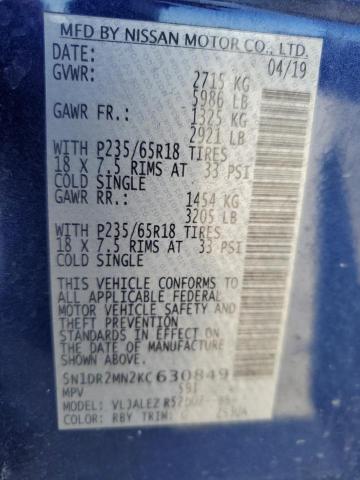 MFD BY NISSAN MOTOR CO., LTD.
DATE: 04/19
GVWR: 2715 KG
5986 LB
GAWR FR.: 1325 KG
2921 LB
WITH P235/65R18 TIRES
18 X 7.5 RIMS AT 33 PSI
COLD SINGLE
GAWR RR.: 1454 KG
3205 LB
WITH P235/65R18 TIRES
18 X 7.5 RIMS AT 33 PSI
COLD SINGLE
THIS VEHICLE CONFORMS TO
ALL APPLICABLE FEDERAL
MOTOR VEHICLE SAFETY AND
THEFT PREVENTION
STANDARDS IN EFFECT ON
THE DATE OF MANUFACTURE
SHOWN ABOVE.
5N1DR2MN2KC630849
MPV
MODEL:
COLOR: RBY TRIM: